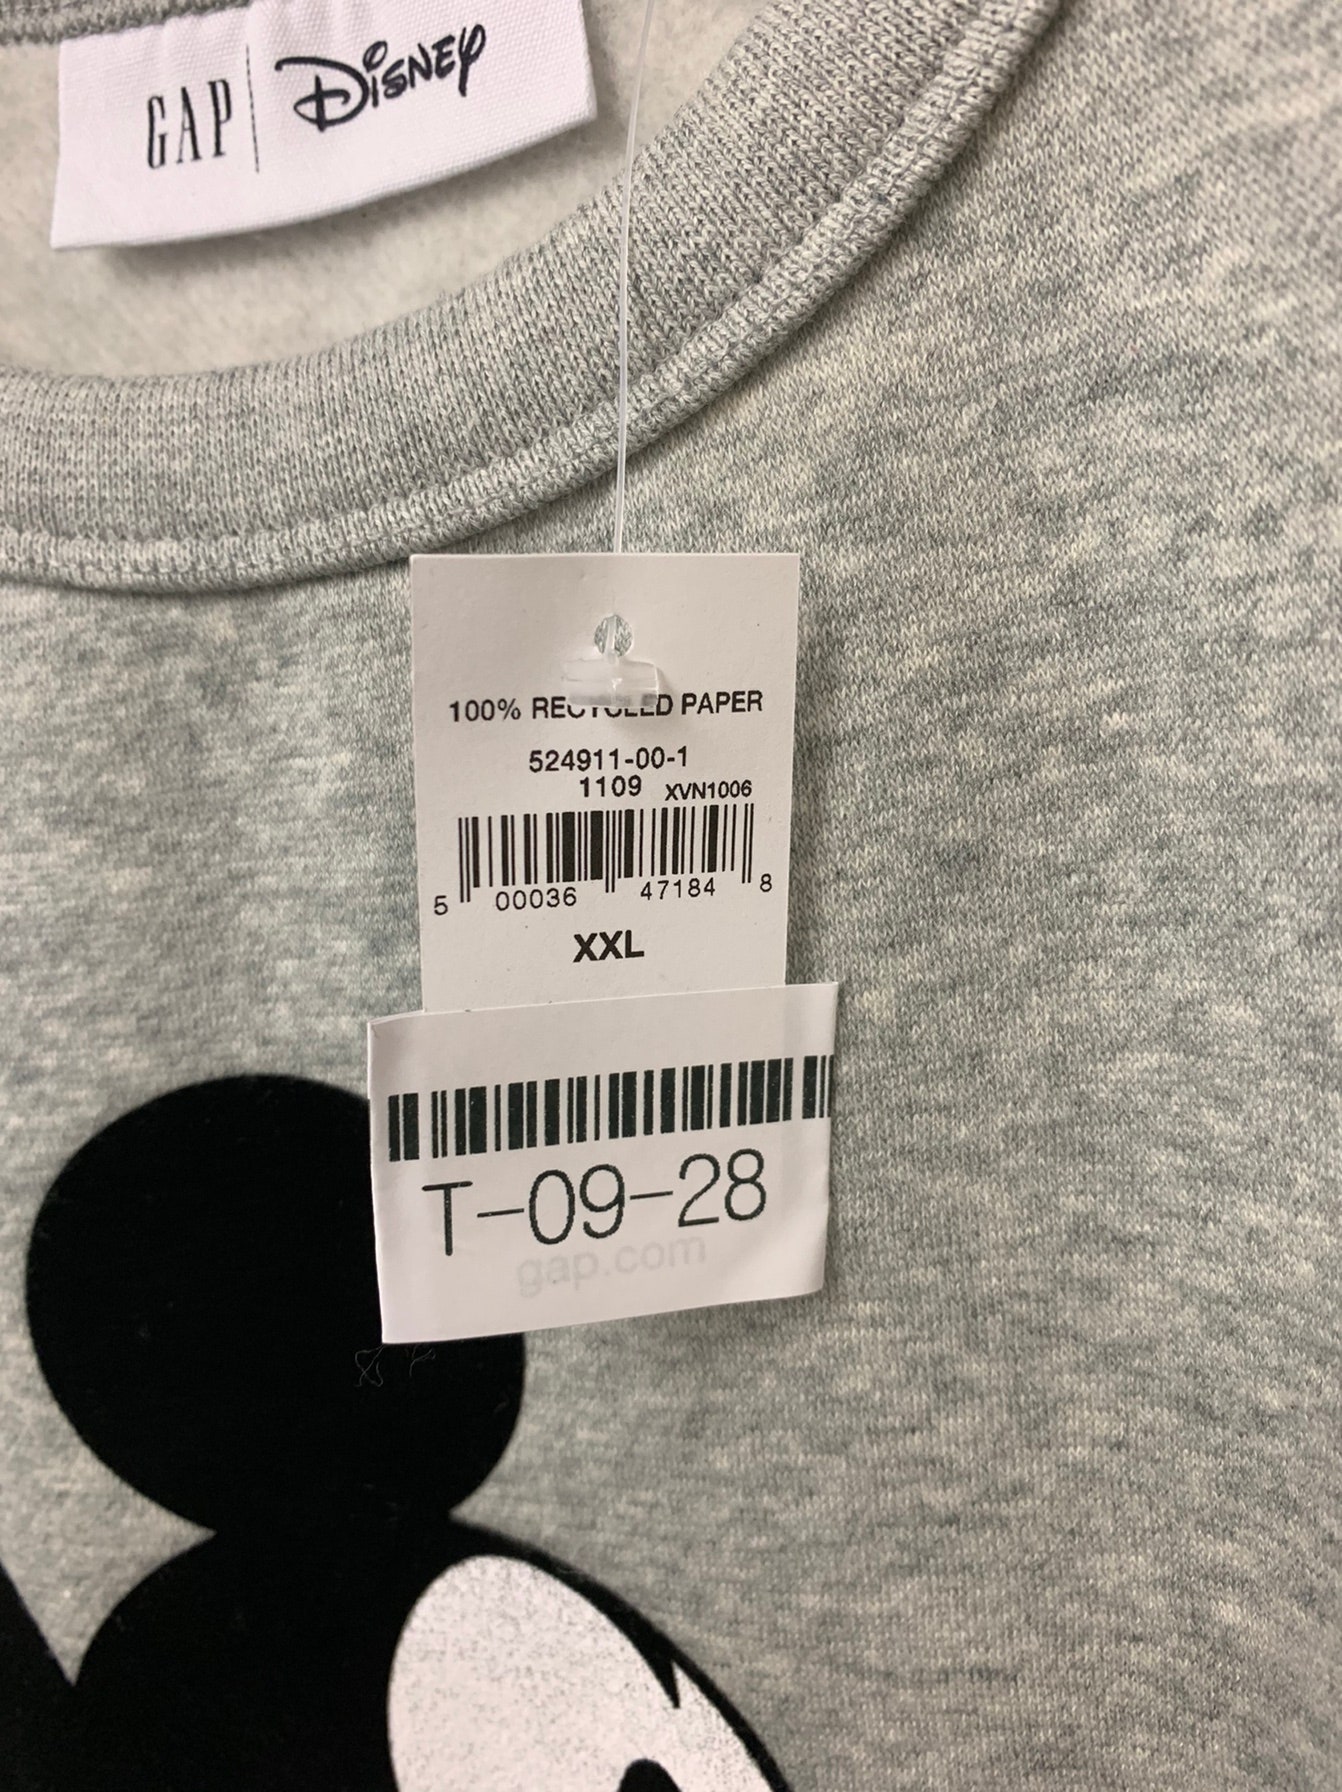 GAP | Disney
100% RECYCLED PAPER
524911-00-1
1109 XVN1006
5 00036 47184 8
XXL
T-09-28
gap.com